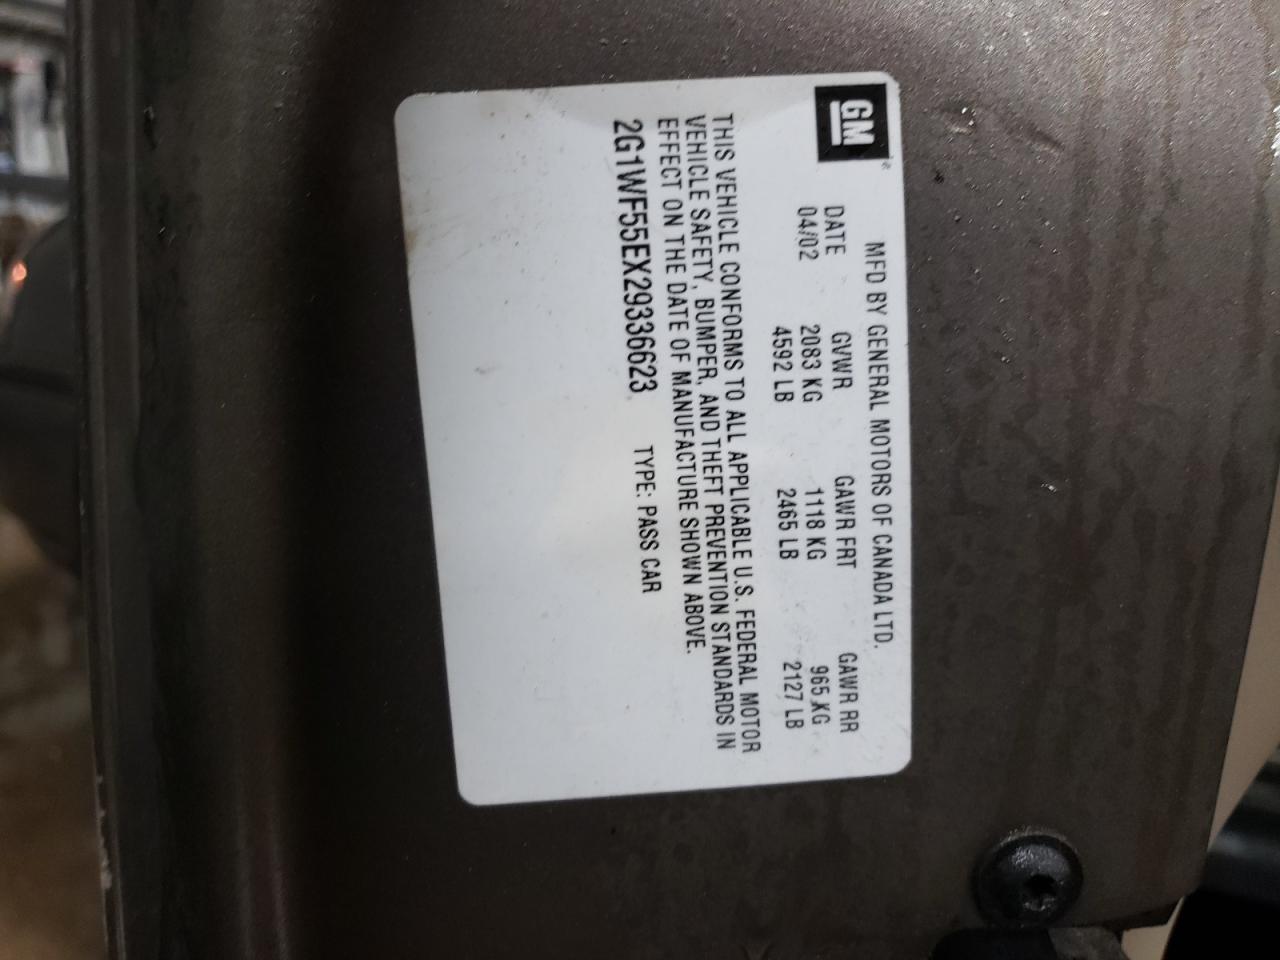 GM
MFD BY GENERAL MOTORS OF CANADA LTD.
DATE GVWR GAWR FRT GAWR RR
04/02 2083 KG 1118 KG 965 KG
4592 LB 2465 LB 2127 LB
THIS VEHICLE CONFORMS TO ALL APPLICABLE U.S. FEDERAL MOTOR
VEHICLE SAFETY, BUMPER, AND THEFT PREVENTION STANDARDS IN
EFFECT ON THE DATE OF MANUFACTURE SHOWN ABOVE.
2G1WF55EX29336623 TYPE: PASS CAR